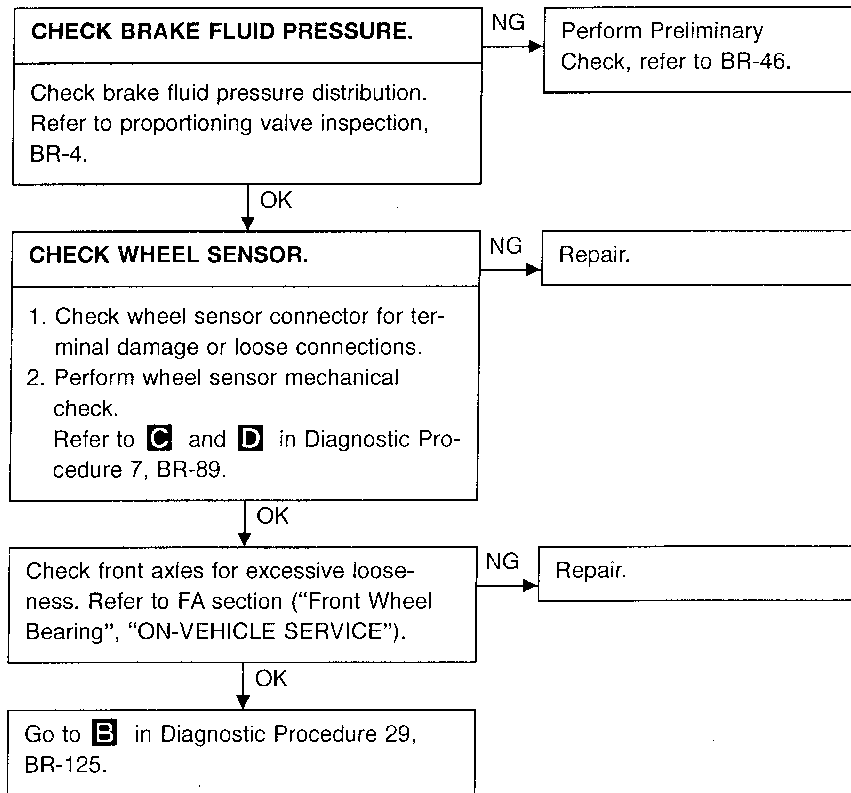 CHECK BRAKE FLUID PRESSURE.
Check brake fluid pressure distribution.
Refer to proportioning valve inspection,
BR-4.
NG
Perform Preliminary
Check, refer to BR-46.
OK
CHECK WHEEL SENSOR.
1. Check wheel sensor connector for ter-
minal damage or loose connections.
2. Perform wheel sensor mechanical
check.
Refer to C and D in Diagnostic Pro-
cedure 7, BR-89.
NG
Repair.
OK
Check front axles for excessive loose-
ness. Refer to FA section (“Front Wheel
Bearing”, “ON-VEHICLE SERVICE”).
NG
Repair.
OK
Go to B in Diagnostic Procedure 29,
BR-125.